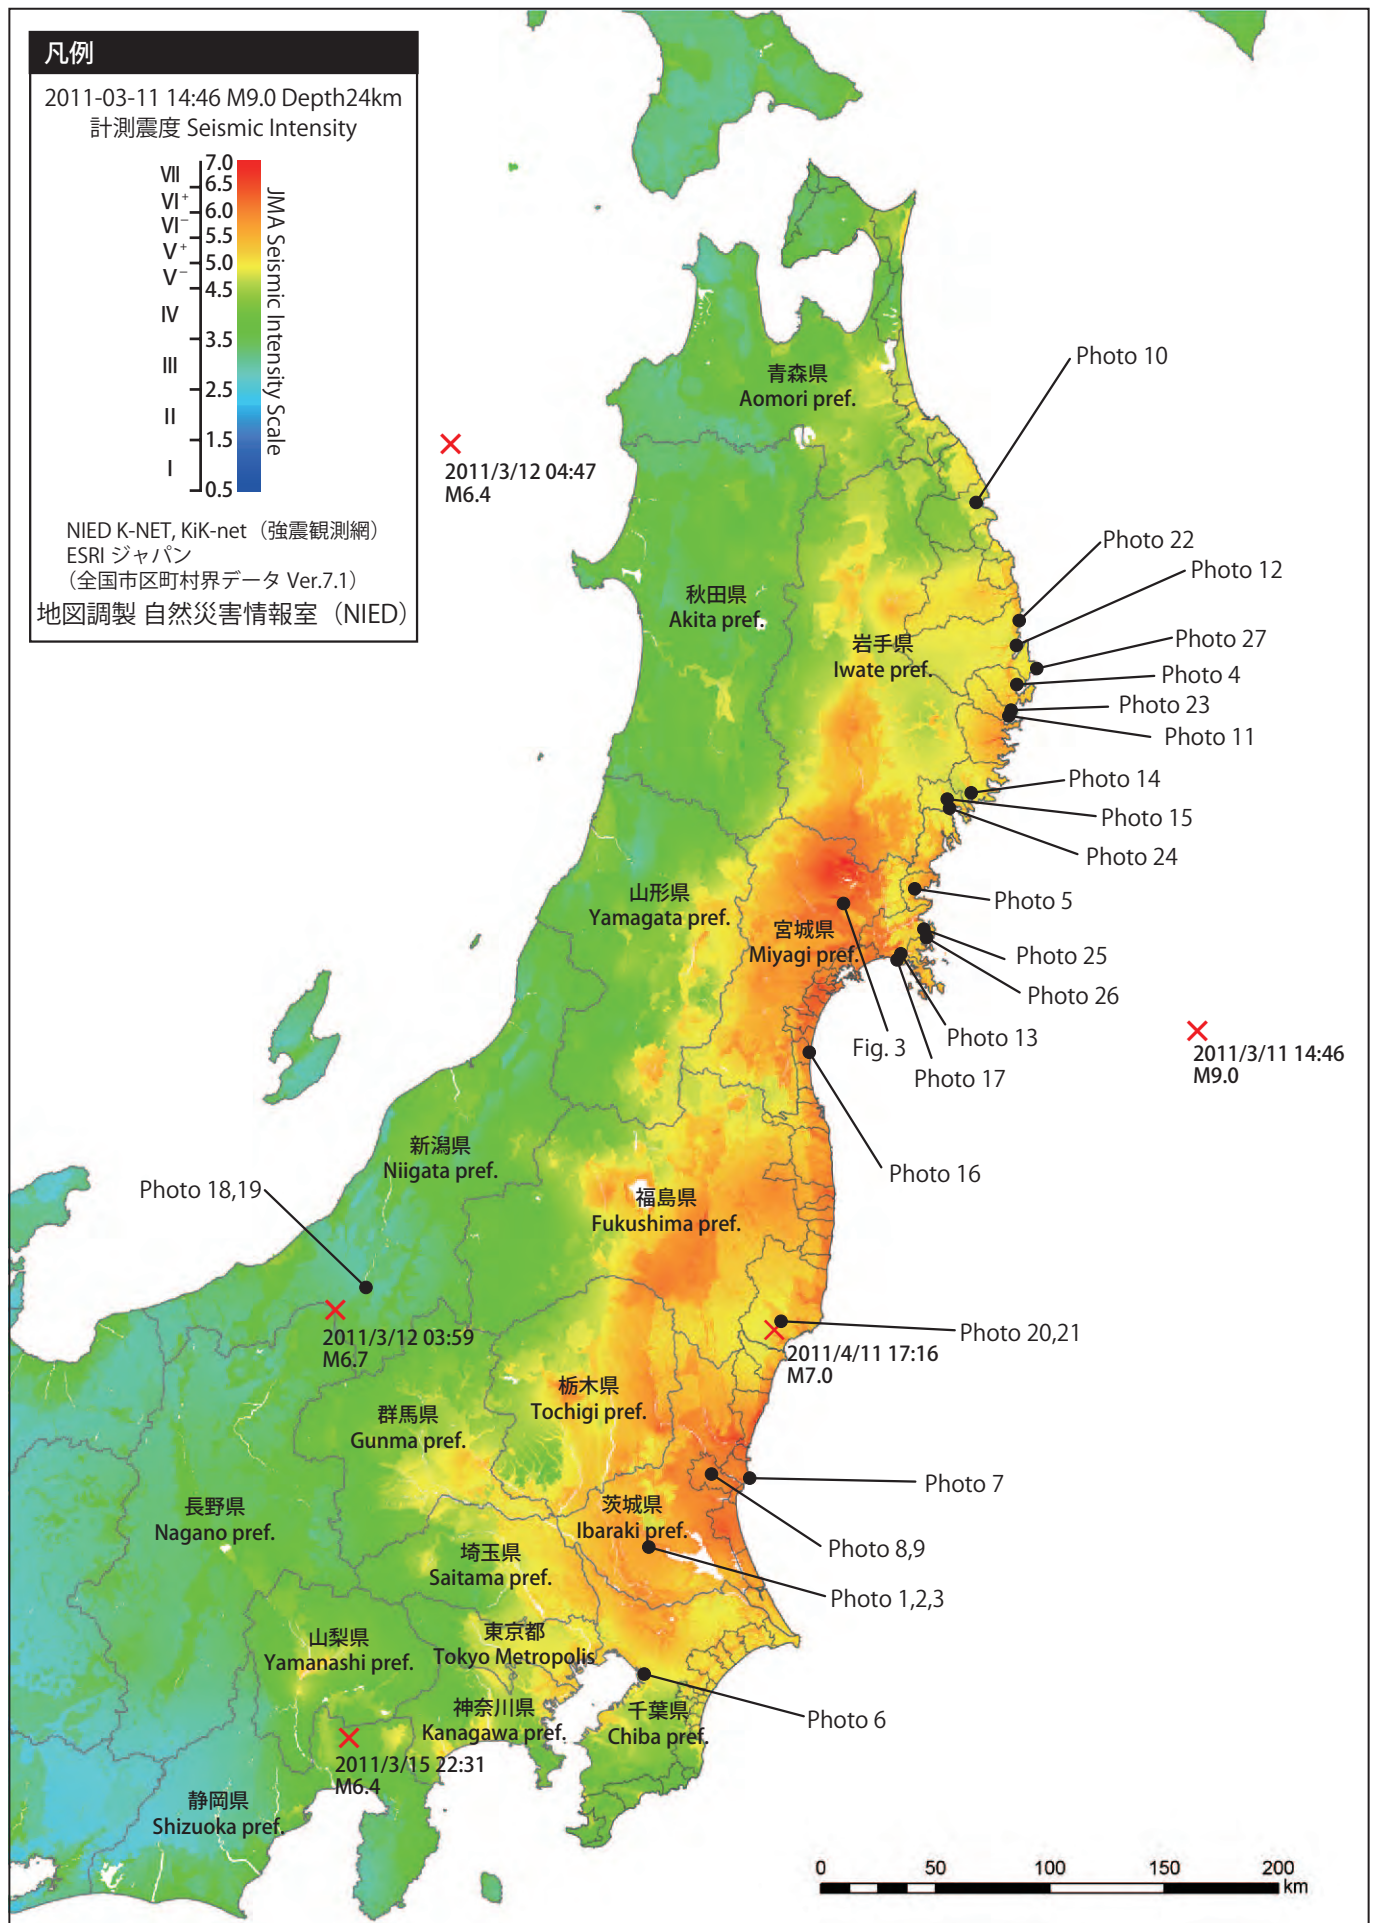 凡例
2011-03-11 14:46 M9.0 Depth24km
計測震度 Seismic Intensity
Ⅶ
Ⅵ+
Ⅵ−
Ⅴ+
Ⅴ−
Ⅳ
Ⅲ
Ⅱ
Ⅰ
7.0
6.5
6.0
5.5
5.0
4.5
3.5
2.5
1.5
0.5
JMA Seismic Intensity Scale
NIED K-NET, KiK-net（強震観測網）
ESRI ジャパン
（全国市区町村界データ Ver.7.1）
地図調製 自然災害情報室（NIED）
Photo 10
青森県
Aomori pref.
2011/3/12 04:47
M6.4
Photo 22
Photo 12
秋田県
Akita pref.
岩手県
Iwate pref.
Photo 27
Photo 4
Photo 23
Photo 11
Photo 14
Photo 15
Photo 24
山形県
Yamagata pref.
Photo 5
宮城県
Miyagi pref.
Photo 25
Photo 26
Photo 13
Fig. 3
Photo 17
2011/3/11 14:46
M9.0
新潟県
Niigata pref.
Photo 16
Photo 18,19
福島県
Fukushima pref.
2011/3/12 03:59
M6.7
Photo 20,21
2011/4/11 17:16
M7.0
栃木県
Tochigi pref.
群馬県
Gunma pref.
Photo 7
長野県
Nagano pref.
茨城県
Ibaraki pref.
Photo 8,9
埼玉県
Saitama pref.
Photo 1,2,3
山梨県
Yamanashi pref.
東京都
Tokyo Metropolis
神奈川県
Kanagawa pref.
千葉県
Chiba pref.
Photo 6
2011/3/15 22:31
M6.4
静岡県
Shizuoka pref.
0 50 100 150 200
km